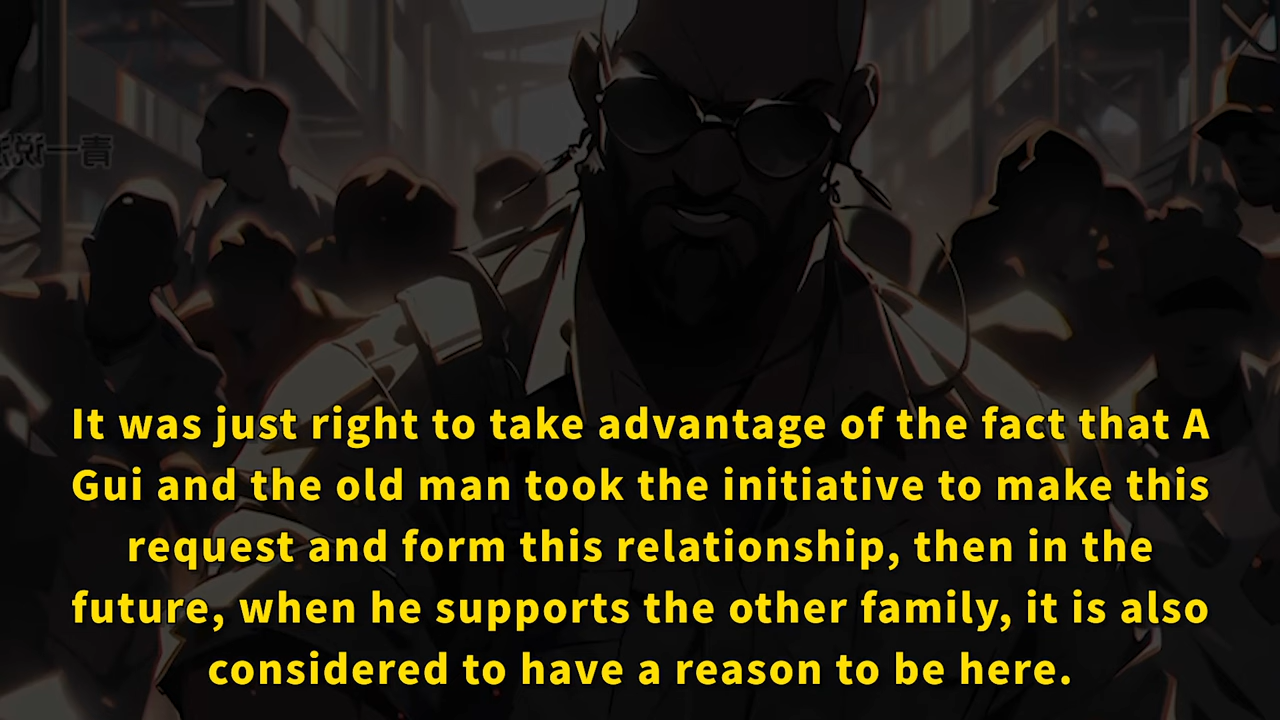 It was just right to take advantage of the fact that A
Gui and the old man took the initiative to make this
request and form this relationship, then in the
future, when he supports the other family, it is also
considered to have a reason to be here.